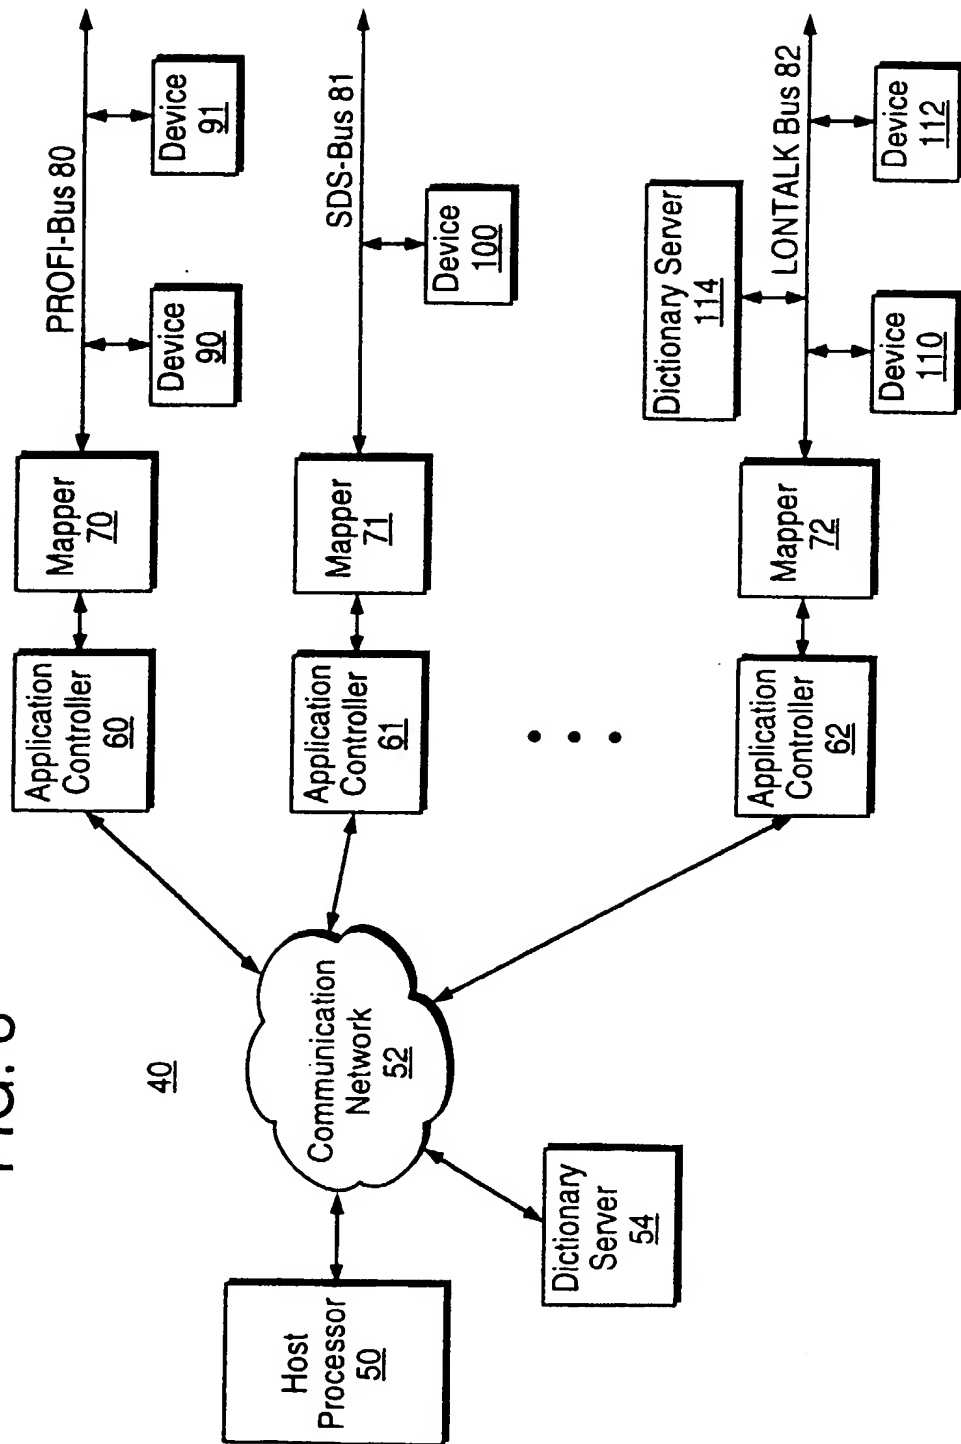 40
Host
Processor
50
Communication
Network
52
Dictionary
Server
54
Application
Controller
60
Mapper
70
PROFI-Bus 80
Device
90
Device
91
Application
Controller
61
Mapper
71
SDS-Bus 81
Device
100
Application
Controller
62
Mapper
72
Dictionary Server
114
LONTALK Bus 82
Device
110
Device
112